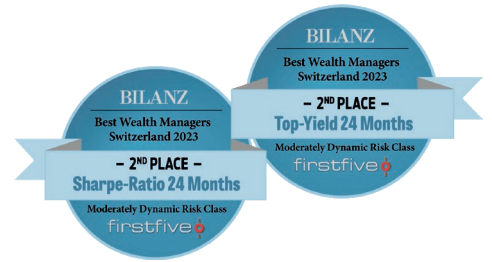 BILANZ
Best Wealth Managers
Switzerland 2023
– 2ND PLACE –
Sharpe-Ratio 24 Months
Moderately Dynamic Risk Class
firstfive
BILANZ
Best Wealth Managers
Switzerland 2023
– 2ND PLACE –
Top-Yield 24 Months
Moderately Dynamic Risk Class
firstfive